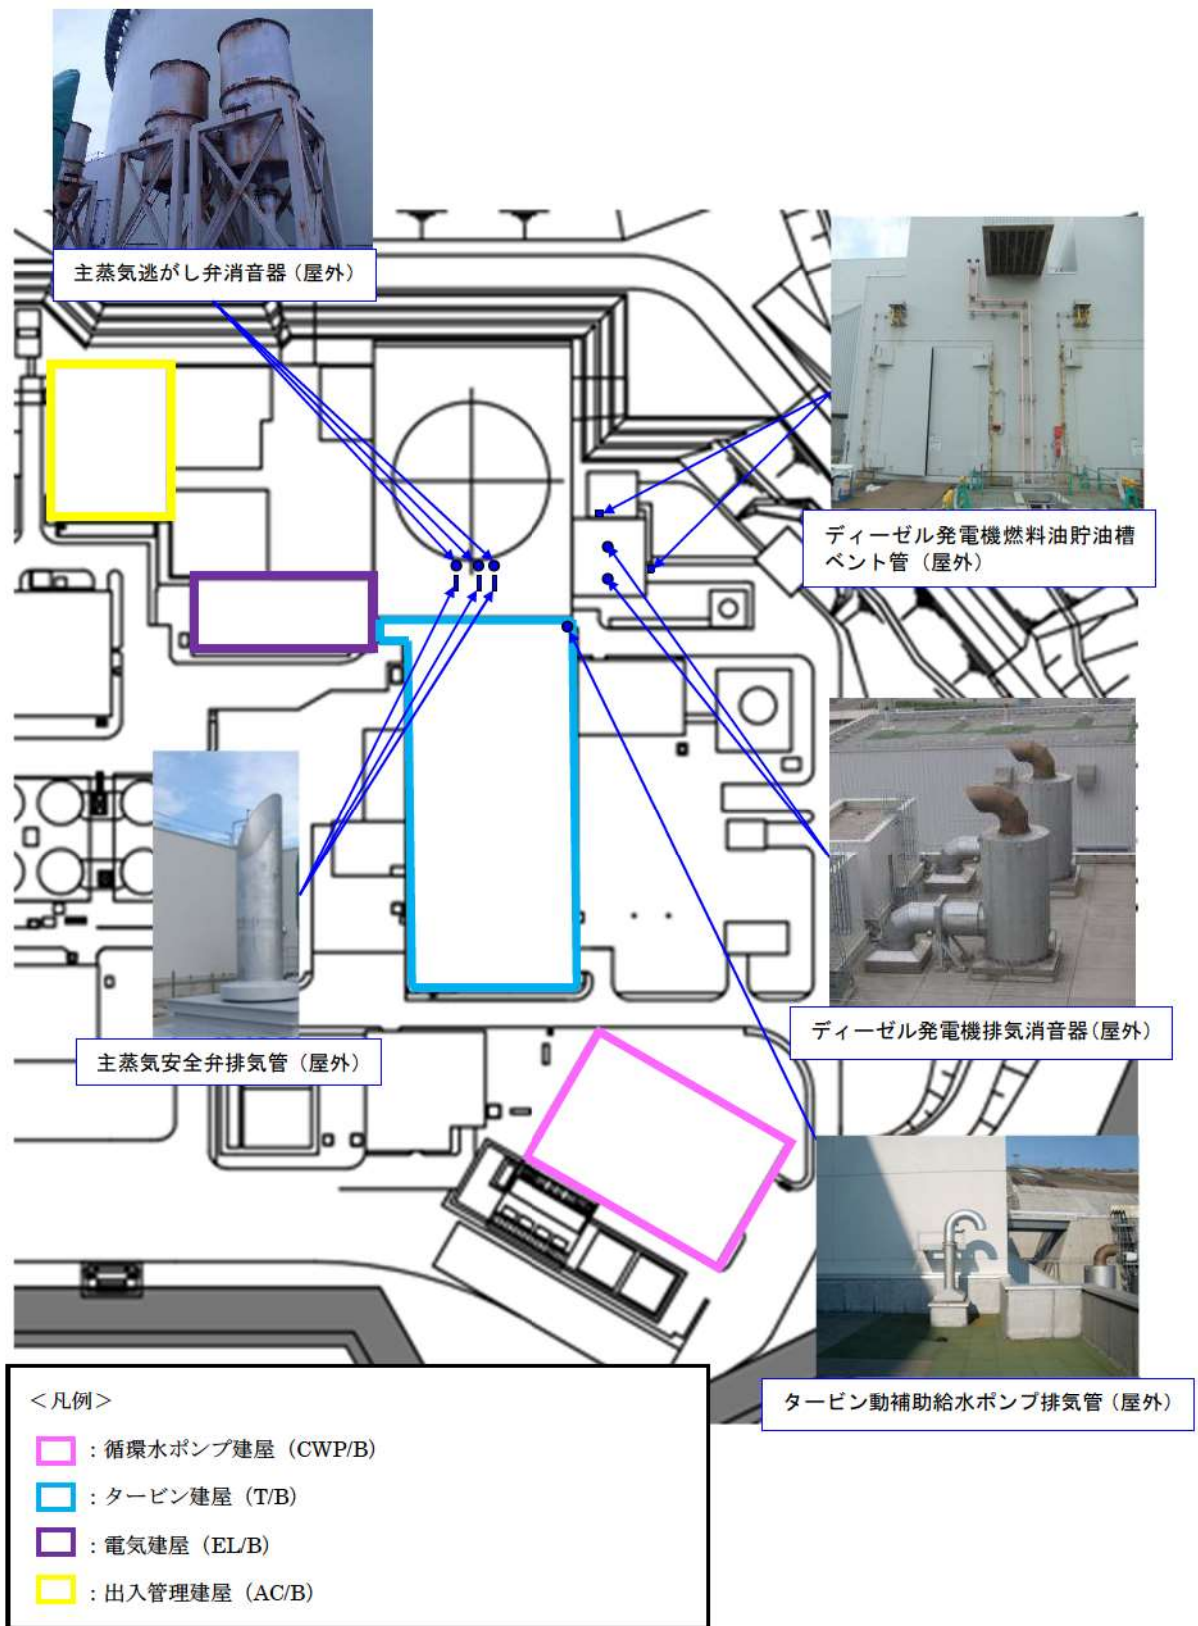 主蒸気逃がし弁消音器（屋外）
ディーゼル発電機燃料油貯油槽
ベント管（屋外）
主蒸気安全弁排気管（屋外）
ディーゼル発電機排気消音器（屋外）
タービン動補助給水ポンプ排気管（屋外）
＜凡例＞
：循環水ポンプ建屋（CWP/B）
：タービン建屋（T/B）
：電気建屋（EL/B）
：出入管理建屋（AC/B）